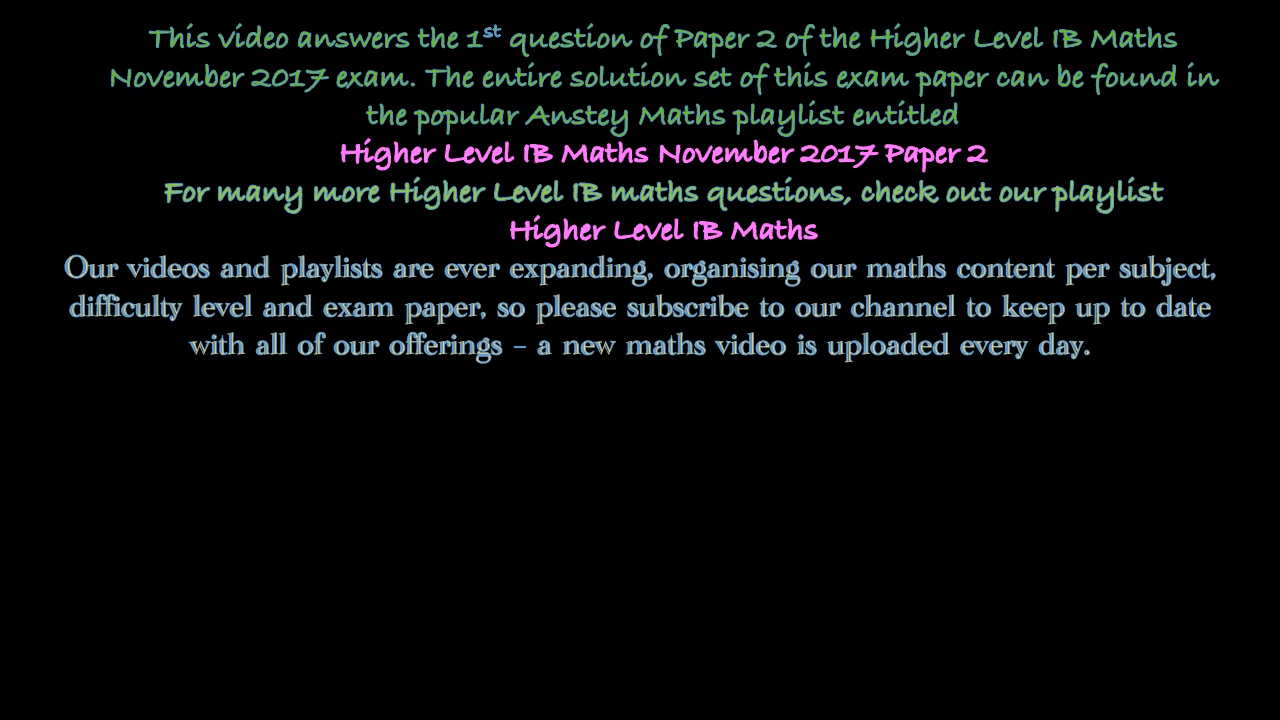 This video answers the 1st question of Paper 2 of the Higher Level IB Maths
November 2017 exam. The entire solution set of this exam paper can be found in
the popular Anstey Maths playlist entitled
Higher Level IB Maths November 2017 Paper 2
For many more Higher Level IB maths questions, check out our playlist
Higher Level IB Maths
Our videos and playlists are ever expanding, organising our maths content per subject,
difficulty level and exam paper, so please subscribe to our channel to keep up to date
with all of our offerings – a new maths video is uploaded every day.